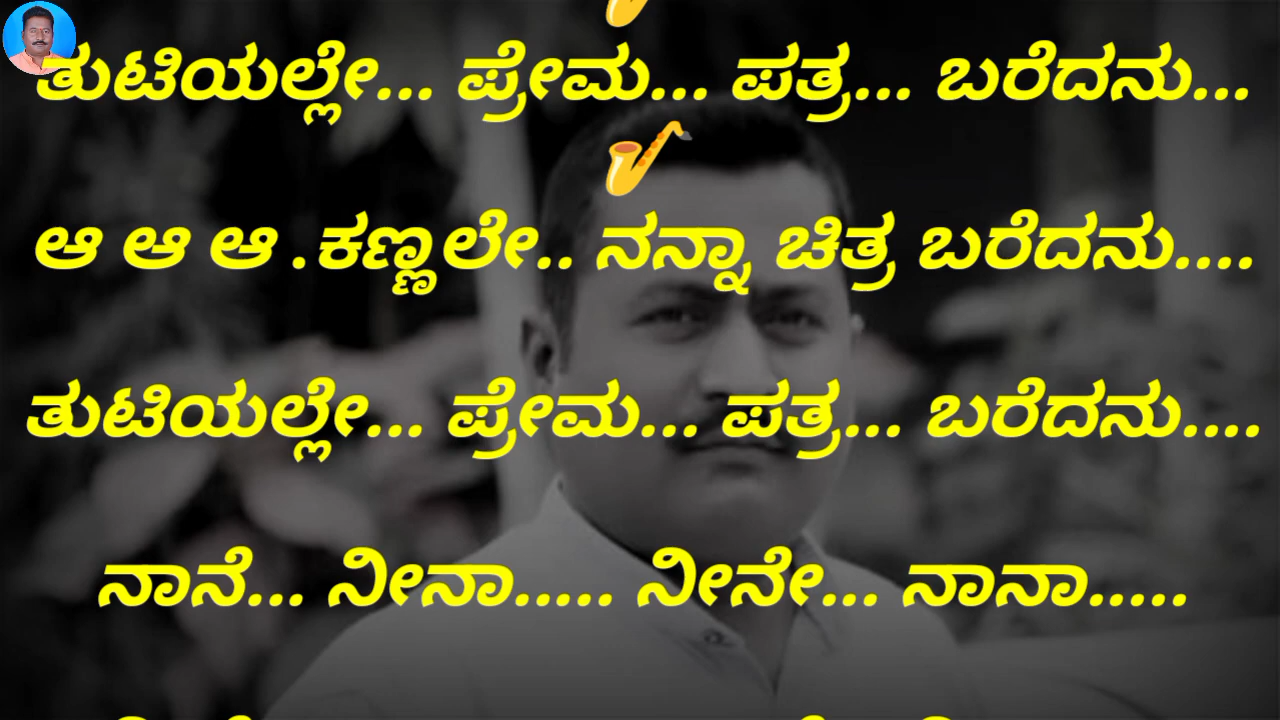 ತುಟಿಯಲ್ಲೇ... ಪ್ರೇಮ... ಪತ್ರ... ಬರೆದನು...
ಆ ಆ ಆ .ಕಣ್ಣಲೇ.. ನನ್ನಾ ಚಿತ್ರ ಬರೆದನು....
ತುಟಿಯಲ್ಲೇ... ಪ್ರೇಮ... ಪತ್ರ... ಬರೆದನು....
ನಾನೆ... ನೀನಾ..... ನೀನೇ... ನಾನಾ.....